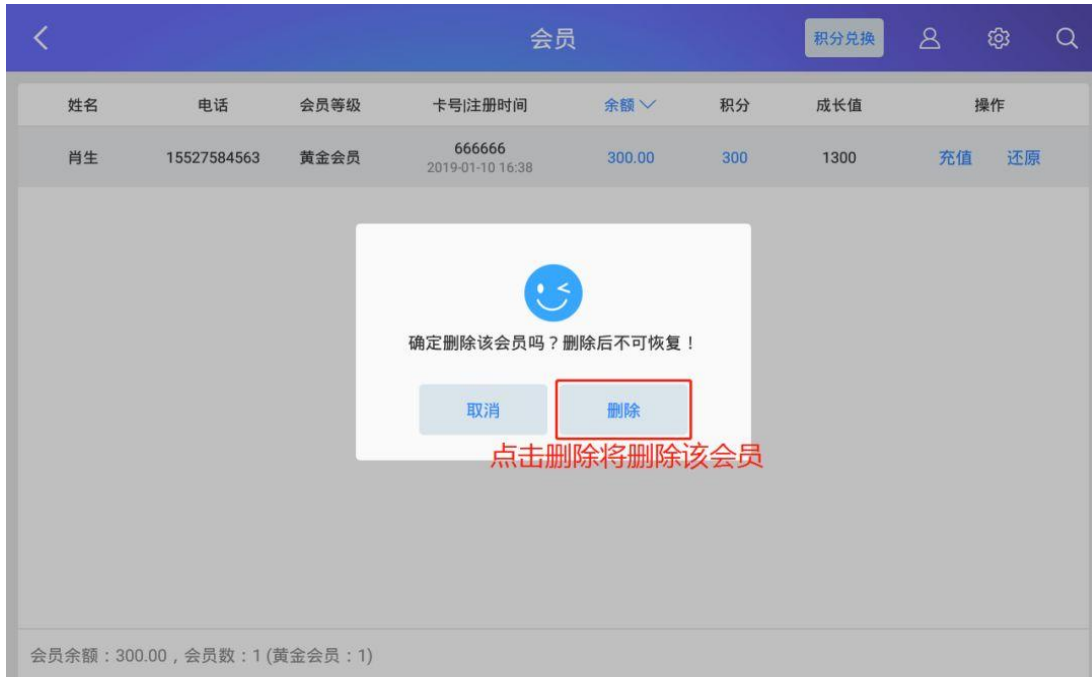 会员 积分兑换
姓名 电话 会员等级 卡号|注册时间 余额 积分 成长值 操作
肖生 15527584563 黄金会员 666666 300.00 300 1300 充值 还原
2019-01-10 16:38
确定删除该会员吗？删除后不可恢复！
取消 删除
点击删除将删除该会员
会员余额：300.00，会员数：1 (黄金会员：1)